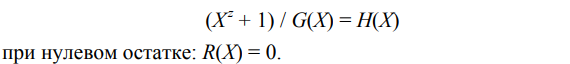 (X^z + 1) / G(X) = H(X)
при нулевом остатке: R(X) = 0.